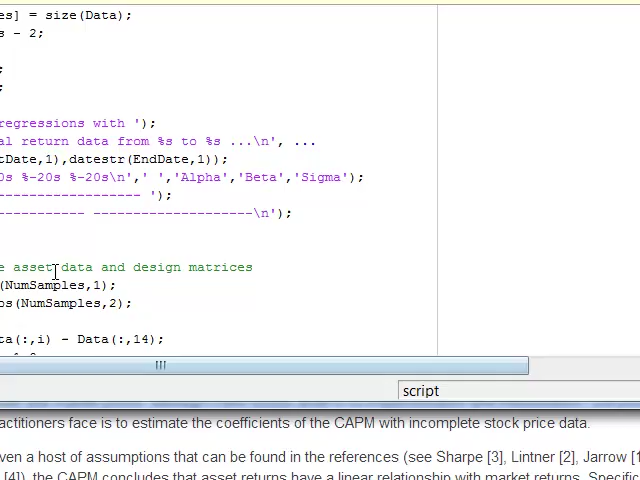 es] = size(Data);
s - 2;
;
;
regressions with ');
al return data from %s to %s ...\n', ...
tDate,1),datestr(EndDate,1));
0s %-20s %-20s\n',' ','Alpha','Beta','Sigma');
------------------ ');
----------- --------------------\n');
e asset data and design matrices
(NumSamples,1);
os(NumSamples,2);
ta(:,i) - Data(:,14);
script
actitioners face is to estimate the coefficients of the CAPM with incomplete stock price data.
ven a host of assumptions that can be found in the references (see Sharpe [3], Lintner [2], Jarrow [1
[4]), the CAPM concludes that asset returns have a linear relationship with market returns. Specific